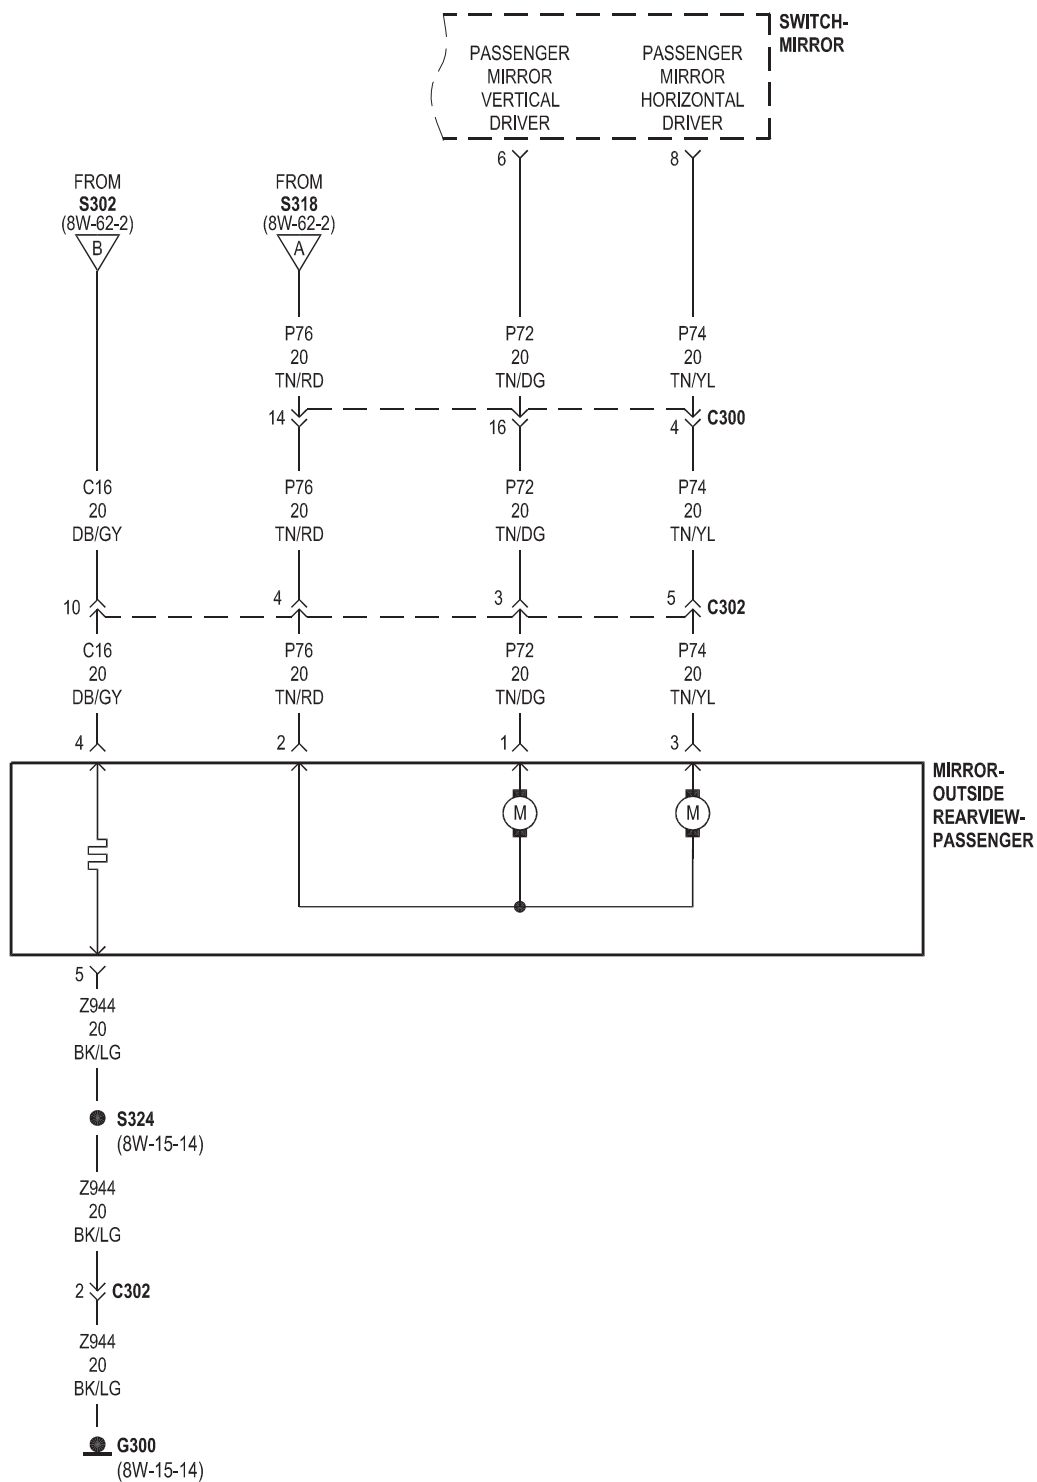 SWITCH-
MIRROR
PASSENGER
MIRROR
VERTICAL
DRIVER
PASSENGER
MIRROR
HORIZONTAL
DRIVER
6
8
FROM
S302
(8W-62-2)
B
FROM
S318
(8W-62-2)
A
P76
20
TN/RD
P72
20
TN/DG
P74
20
TN/YL
14
16
4
C300
C16
20
DB/GY
P76
20
TN/RD
P72
20
TN/DG
P74
20
TN/YL
10
4
3
5
C302
C16
20
DB/GY
P76
20
TN/RD
P72
20
TN/DG
P74
20
TN/YL
4
2
1
3
MIRROR-
OUTSIDE
REARVIEW-
PASSENGER
M
M
5
Z944
20
BK/LG
S324
(8W-15-14)
Z944
20
BK/LG
2
C302
Z944
20
BK/LG
G300
(8W-15-14)